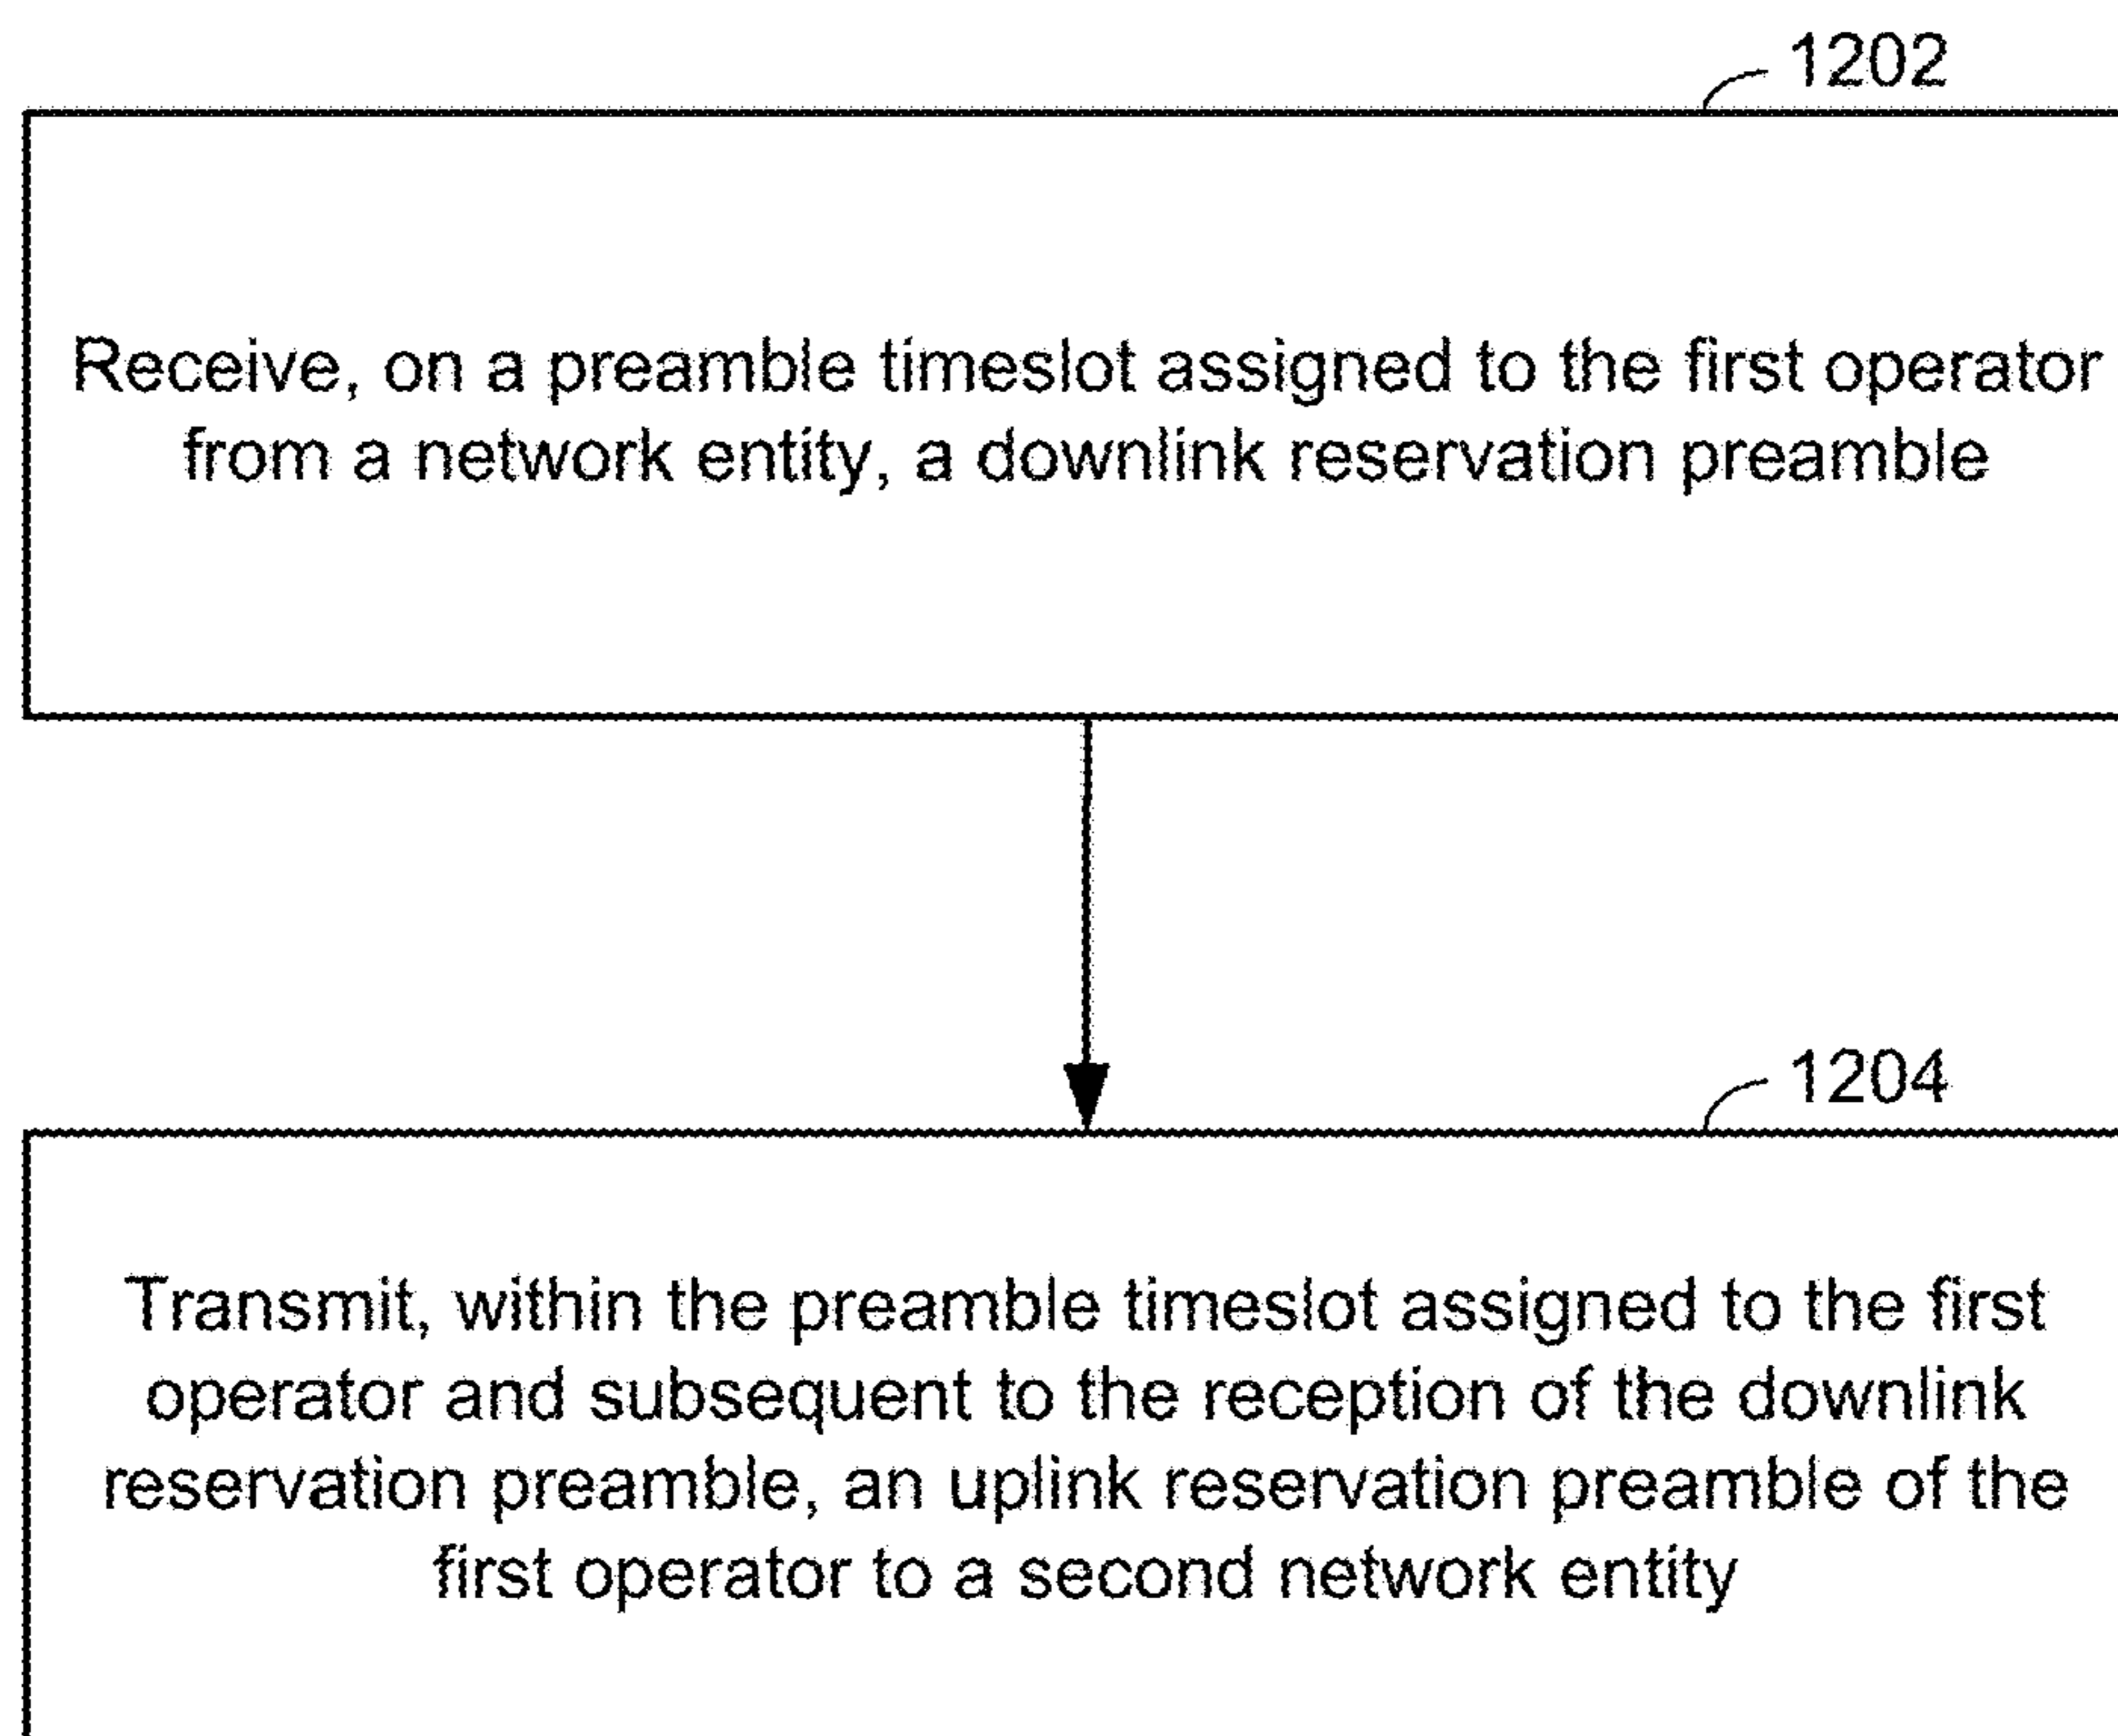 1202
Receive, on a preamble timeslot assigned to the first operator
from a network entity, a downlink reservation preamble
1204
Transmit, within the preamble timeslot assigned to the first
operator and subsequent to the reception of the downlink
reservation preamble, an uplink reservation preamble of the
first operator to a second network entity